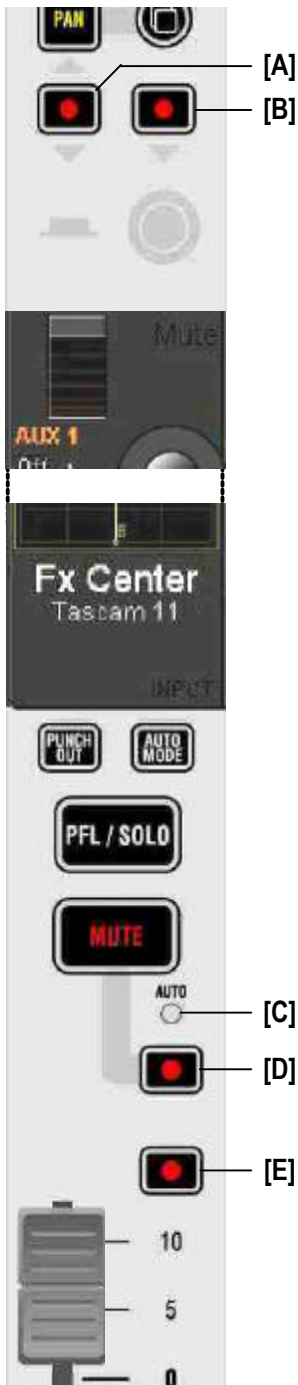 PAN
[A]
[B]
Mute
AUX 1
Off
Fx Center
Tascam 11
INPUT
PUNCH OUT
AUTO MODE
PFL / SOLO
MUTE
AUTO
[C]
[D]
[E]
10
5
0